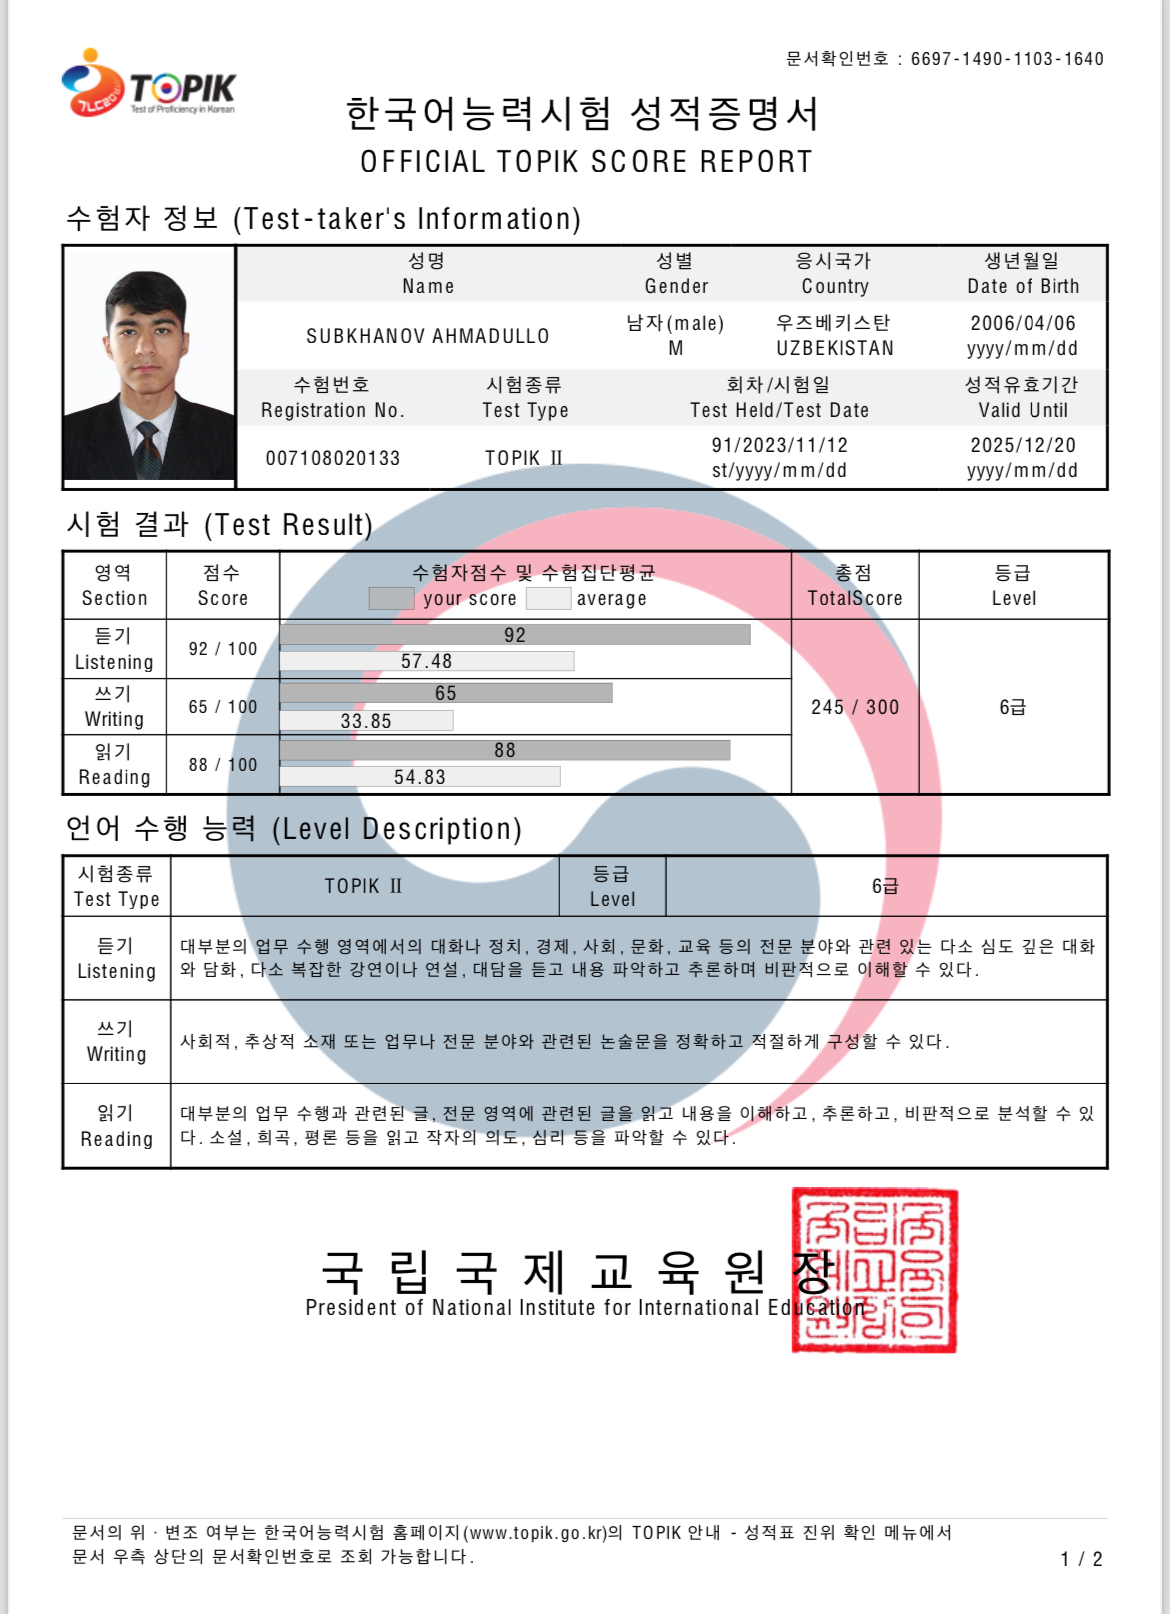 TOPIK
Test of Proficiency in Korean
문서확인번호 : 6697-1490-1103-1640
한국어능력시험 성적증명서
OFFICIAL TOPIK SCORE REPORT
수험자 정보 (Test-taker's Information)
성명 성별 응시국가 생년월일
Name Gender Country Date of Birth
SUBKHANOV AHMADULLO 남자(male) 우즈베키스탄 2006/04/06
M UZBEKISTAN yyyy/mm/dd
수험번호 시험종류 회차/시험일 성적유효기간
Registration No. Test Type Test Held/Test Date Valid Until
007108020133 TOPIK Ⅱ 91/2023/11/12 2025/12/20
st/yyyy/mm/dd yyyy/mm/dd
시험 결과 (Test Result)
영역 점수 수험자점수 및 수험집단평균 총점 등급
Section Score your score average TotalScore Level
듣기 92 / 100 92
Listening 57.48
쓰기 65 / 100 65 245 / 300 6급
Writing 33.85
읽기 88 / 100 88
Reading 54.83
언어 수행 능력 (Level Description)
시험종류 TOPIK Ⅱ 등급 6급
Test Type Level
듣기 대부분의 업무 수행 영역에서의 대화나 정치, 경제, 사회, 문화, 교육 등의 전문 분야와 관련 있는 다소 심도 깊은 대화
Listening 와 담화, 다소 복잡한 강연이나 연설, 대담을 듣고 내용 파악하고 추론하며 비판적으로 이해할 수 있다.
쓰기 사회적, 추상적 소재 또는 업무나 전문 분야와 관련된 논술문을 정확하고 적절하게 구성할 수 있다.
Writing
읽기 대부분의 업무 수행과 관련된 글, 전문 영역에 관련된 글을 읽고 내용을 이해하고, 추론하고, 비판적으로 분석할 수 있
Reading 다. 소설, 희곡, 평론 등을 읽고 작자의 의도, 심리 등을 파악할 수 있다.
국립국제교육원장
President of National Institute for International Education
문서의 위 · 변조 여부는 한국어능력시험 홈페이지(www.topik.go.kr)의 TOPIK 안내 - 성적표 진위 확인 메뉴에서
문서 우측 상단의 문서확인번호로 조회 가능합니다.
1 / 2